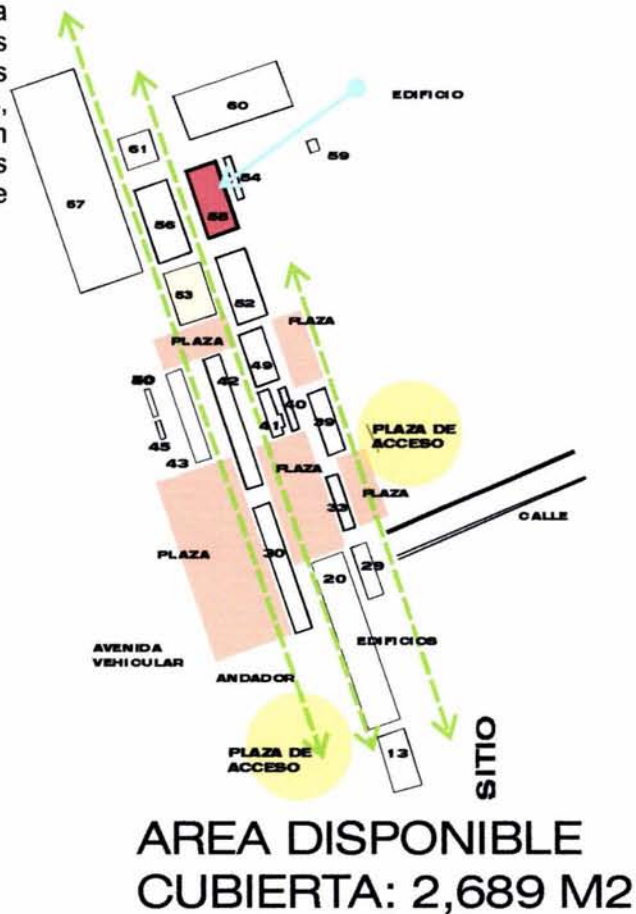 a
s
s
,
n
s
e
60
EDIFICIO
61
59
54
57
55
56
53
52
PLAZA
PLAZA
49
50
42
40
41
39
PLAZA DE
ACCESO
45
43
PLAZA
PLAZA
33
CALLE
PLAZA
30
29
20
EDIFICIOS
AVENIDA
VEHICULAR
ANDADOR
PLAZA DE
ACCESO
13
SITIO
AREA DISPONIBLE
CUBIERTA: 2,689 M2